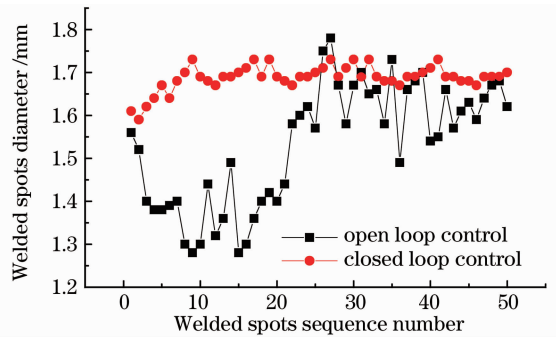 Welded spots diameter /mm
1.8
1.7
1.6
1.5
1.4
1.3
1.2
open loop control
closed loop control
0 10 20 30 40 50
Welded spots sequence number